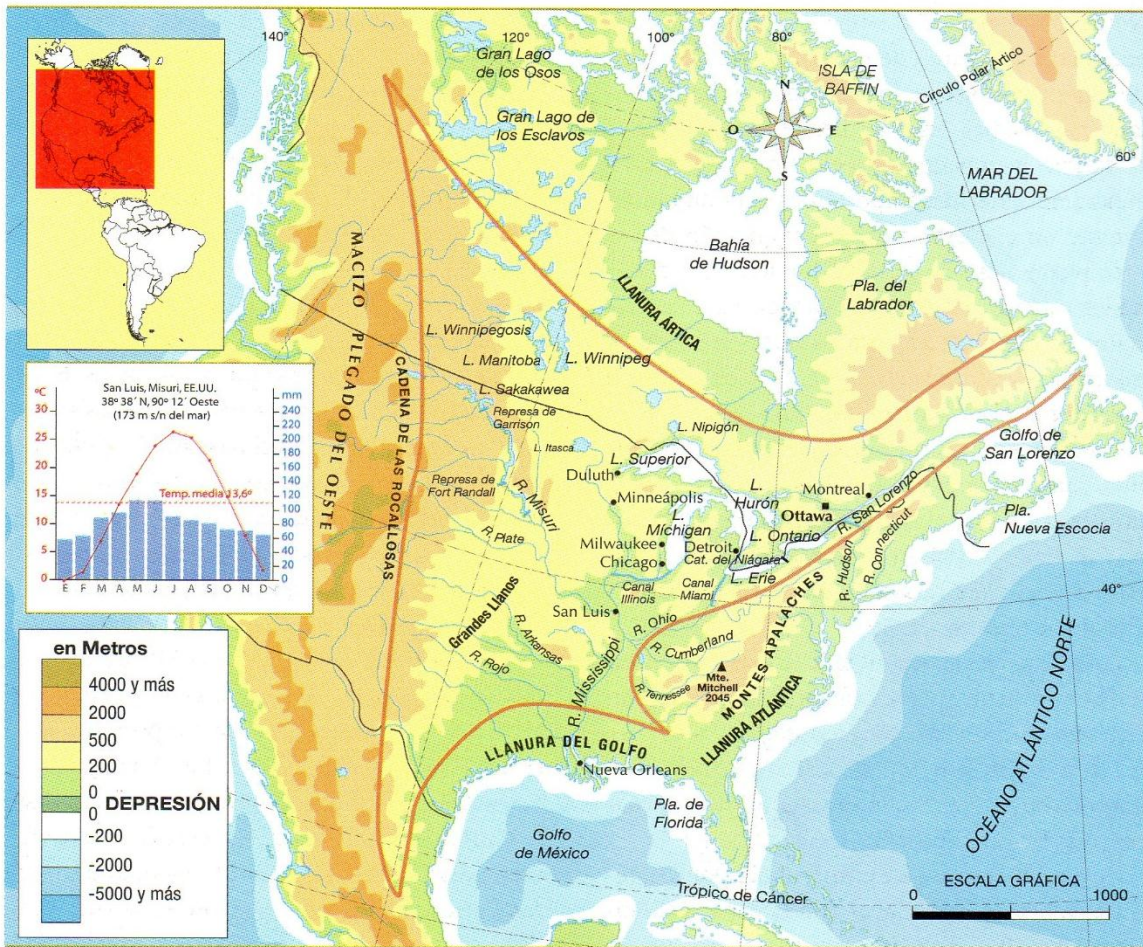 140°
120°
100°
80°
60°
40°
Gran Lago
de los Osos
Gran Lago de
los Esclavos
ISLA DE
BAFFIN
Círculo Polar Ártico
N
O
E
S
MAR DEL
LABRADOR
Bahía
de Hudson
Pla. del
Labrador
LLANURA ÁRTICA
MACIZO PLEGADO DEL OESTE
CADENA DE LAS ROCALLOSAS
L. Winnipegosis
L. Manitoba
L. Winnipeg
L. Sakakawea
Represa de
Garrison
L. Nipigón
L. Itasca
L. Superior
Duluth
Golfo de
San Lorenzo
Represa de
Fort Randall
R. Misuri
Minneápolis
L.
Hurón
Montreal
Ottawa
R. San Lorenzo
Pla.
Nueva Escocia
L.
Míchigan
R. Plate
Milwaukee
Chicago
Detroit
L. Ontario
Cat. del Niágara
R. Hudson
R. Connecticut
L. Erie
Canal
Illinois
Canal
Miami
San Luis
Grandes Llanos
R. Arkansas
R. Rojo
R. Mississippi
R. Ohio
R. Cumberland
R. Tennessee
Mte.
Mitchell
2045
MONTES APALACHES
LLANURA ATLÁNTICA
LLANURA DEL GOLFO
Nueva Orleans
Pla. de
Florida
Golfo
de México
Trópico de Cáncer
OCÉANO ATLÁNTICO NORTE
ESCALA GRÁFICA
0
1000
San Luis, Misuri, EE.UU.
38º 38´ N, 90º 12´ Oeste
(173 m s/n del mar)
ºC
mm
30
25
20
15
10
5
0
240
220
200
180
160
140
120
100
80
60
40
20
0
Temp. media 13,6º
E F M A M J J A S O N D
en Metros
4000 y más
2000
500
200
0
0
DEPRESIÓN
-200
-2000
-5000 y más